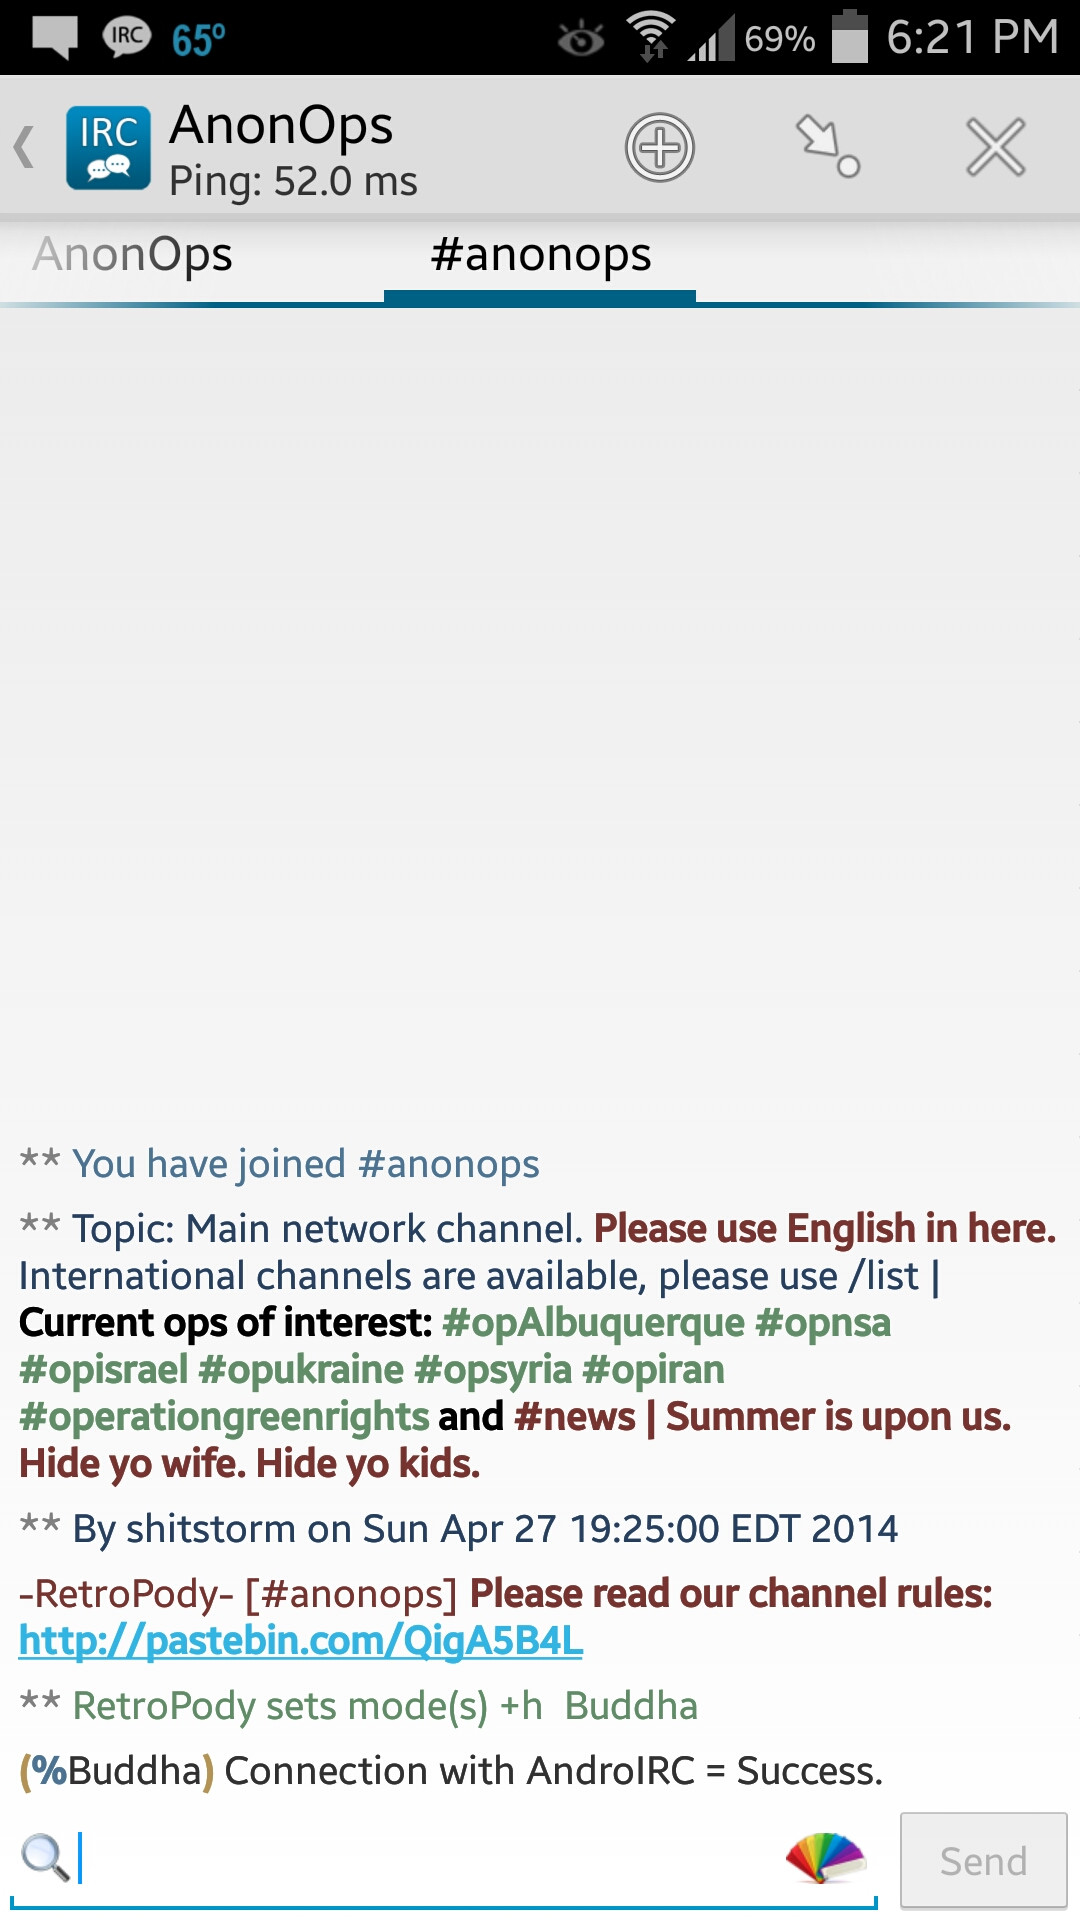 IRC 65° 69% 6:21 PM
IRC AnonOps
Ping: 52.0 ms
AnonOps #anonops
** You have joined #anonops
** Topic: Main network channel. Please use English in here.
International channels are available, please use /list |
Current ops of interest: #opAlbuquerque #opnsa
#opisrael #opukraine #opsyria #opiran
#operationgreenrights and #news | Summer is upon us.
Hide yo wife. Hide yo kids.
** By shitstorm on Sun Apr 27 19:25:00 EDT 2014
-RetroPody- [#anonops] Please read our channel rules:
http://pastebin.com/QigA5B4L
** RetroPody sets mode(s) +h  Buddha
(%Buddha) Connection with AndroIRC = Success.
Send